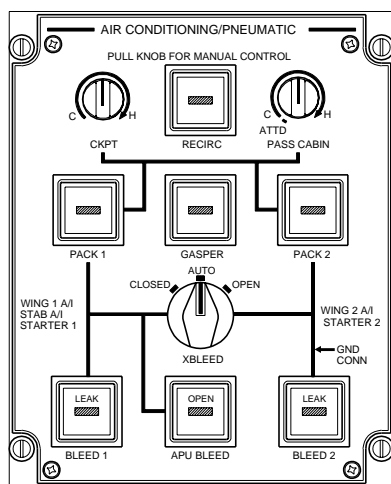 AIR CONDITIONING/PNEUMATIC
PULL KNOB FOR MANUAL CONTROL
C H
C H
ATTD
CKPT RECIRC PASS CABIN
PACK 1 GASPER PACK 2
AUTO
CLOSED OPEN
WING 1 A/I
STAB A/I
STARTER 1
WING 2 A/I
STARTER 2
XBLEED
GND
CONN
LEAK OPEN LEAK
BLEED 1 APU BLEED BLEED 2